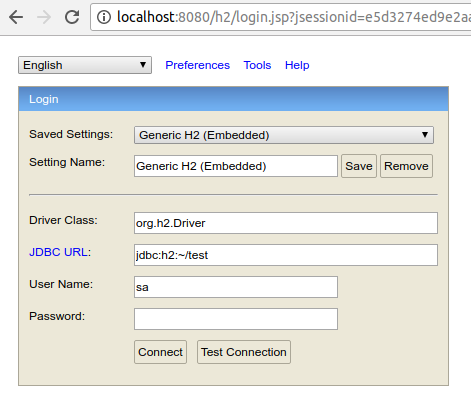 localhost:8080/h2/login.jsp?jsessionid=e5d3274ed9e2a
English Preferences Tools Help
Login
Saved Settings: Generic H2 (Embedded)
Setting Name: Generic H2 (Embedded) Save Remove
Driver Class: org.h2.Driver
JDBC URL: jdbc:h2:~/test
User Name: sa
Password:
Connect Test Connection